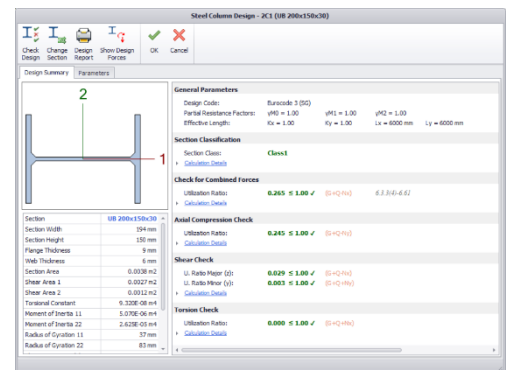 Steel Column Design - 2C1 (UB 200x150x30)
Check Design
Change Section
Design Report
Show Design Forces
OK
Cancel
Design Summary
Parameters
2
1
Section UB 200x150x30
Section Width 194 mm
Section Height 150 mm
Flange Thickness 9 mm
Web Thickness 6 mm
Section Area 0.0038 m2
Shear Area 1 0.0027 m2
Shear Area 2 0.0012 m2
Torsional Constant 9.320E-08 m4
Moment of Inertia 11 5.070E-06 m4
Moment of Inertia 22 2.625E-05 m4
Radius of Gyration 11 37 mm
Radius of Gyration 22 83 mm
General Parameters
Design Code: Eurocode 3 (SG)
Partial Resistance Factors: γM0 = 1.00 γM1 = 1.00 γM2 = 1.00
Effective Length: Kx = 1.00 Ky = 1.00 Lx = 6000 mm Ly = 6000 mm
Section Classification
Section Class: Class1
Calculation Details
Check for Combined Forces
Utilization Ratio: 0.265 ≤ 1.00 ✓ (G+Q-Nx) 6.3.3(4)-6.62
Calculation Details
Axial Compression Check
Utilization Ratio: 0.245 ≤ 1.00 ✓ (G+Q-Ny)
Calculation Details
Shear Check
U. Ratio Major (z): 0.029 ≤ 1.00 ✓ (G+Q-Nx)
U. Ratio Minor (y): 0.003 ≤ 1.00 ✓ (G+Q+Ny)
Calculation Details
Torsion Check
Utilization Ratio: 0.000 ≤ 1.00 ✓ (G+Q+Nx)
Calculation Details